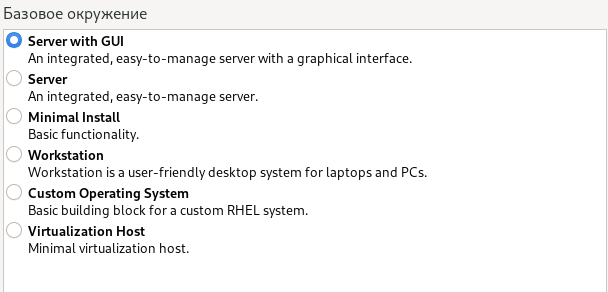 Базовое окружение
Server with GUI
An integrated, easy-to-manage server with a graphical interface.
Server
An integrated, easy-to-manage server.
Minimal Install
Basic functionality.
Workstation
Workstation is a user-friendly desktop system for laptops and PCs.
Custom Operating System
Basic building block for a custom RHEL system.
Virtualization Host
Minimal virtualization host.